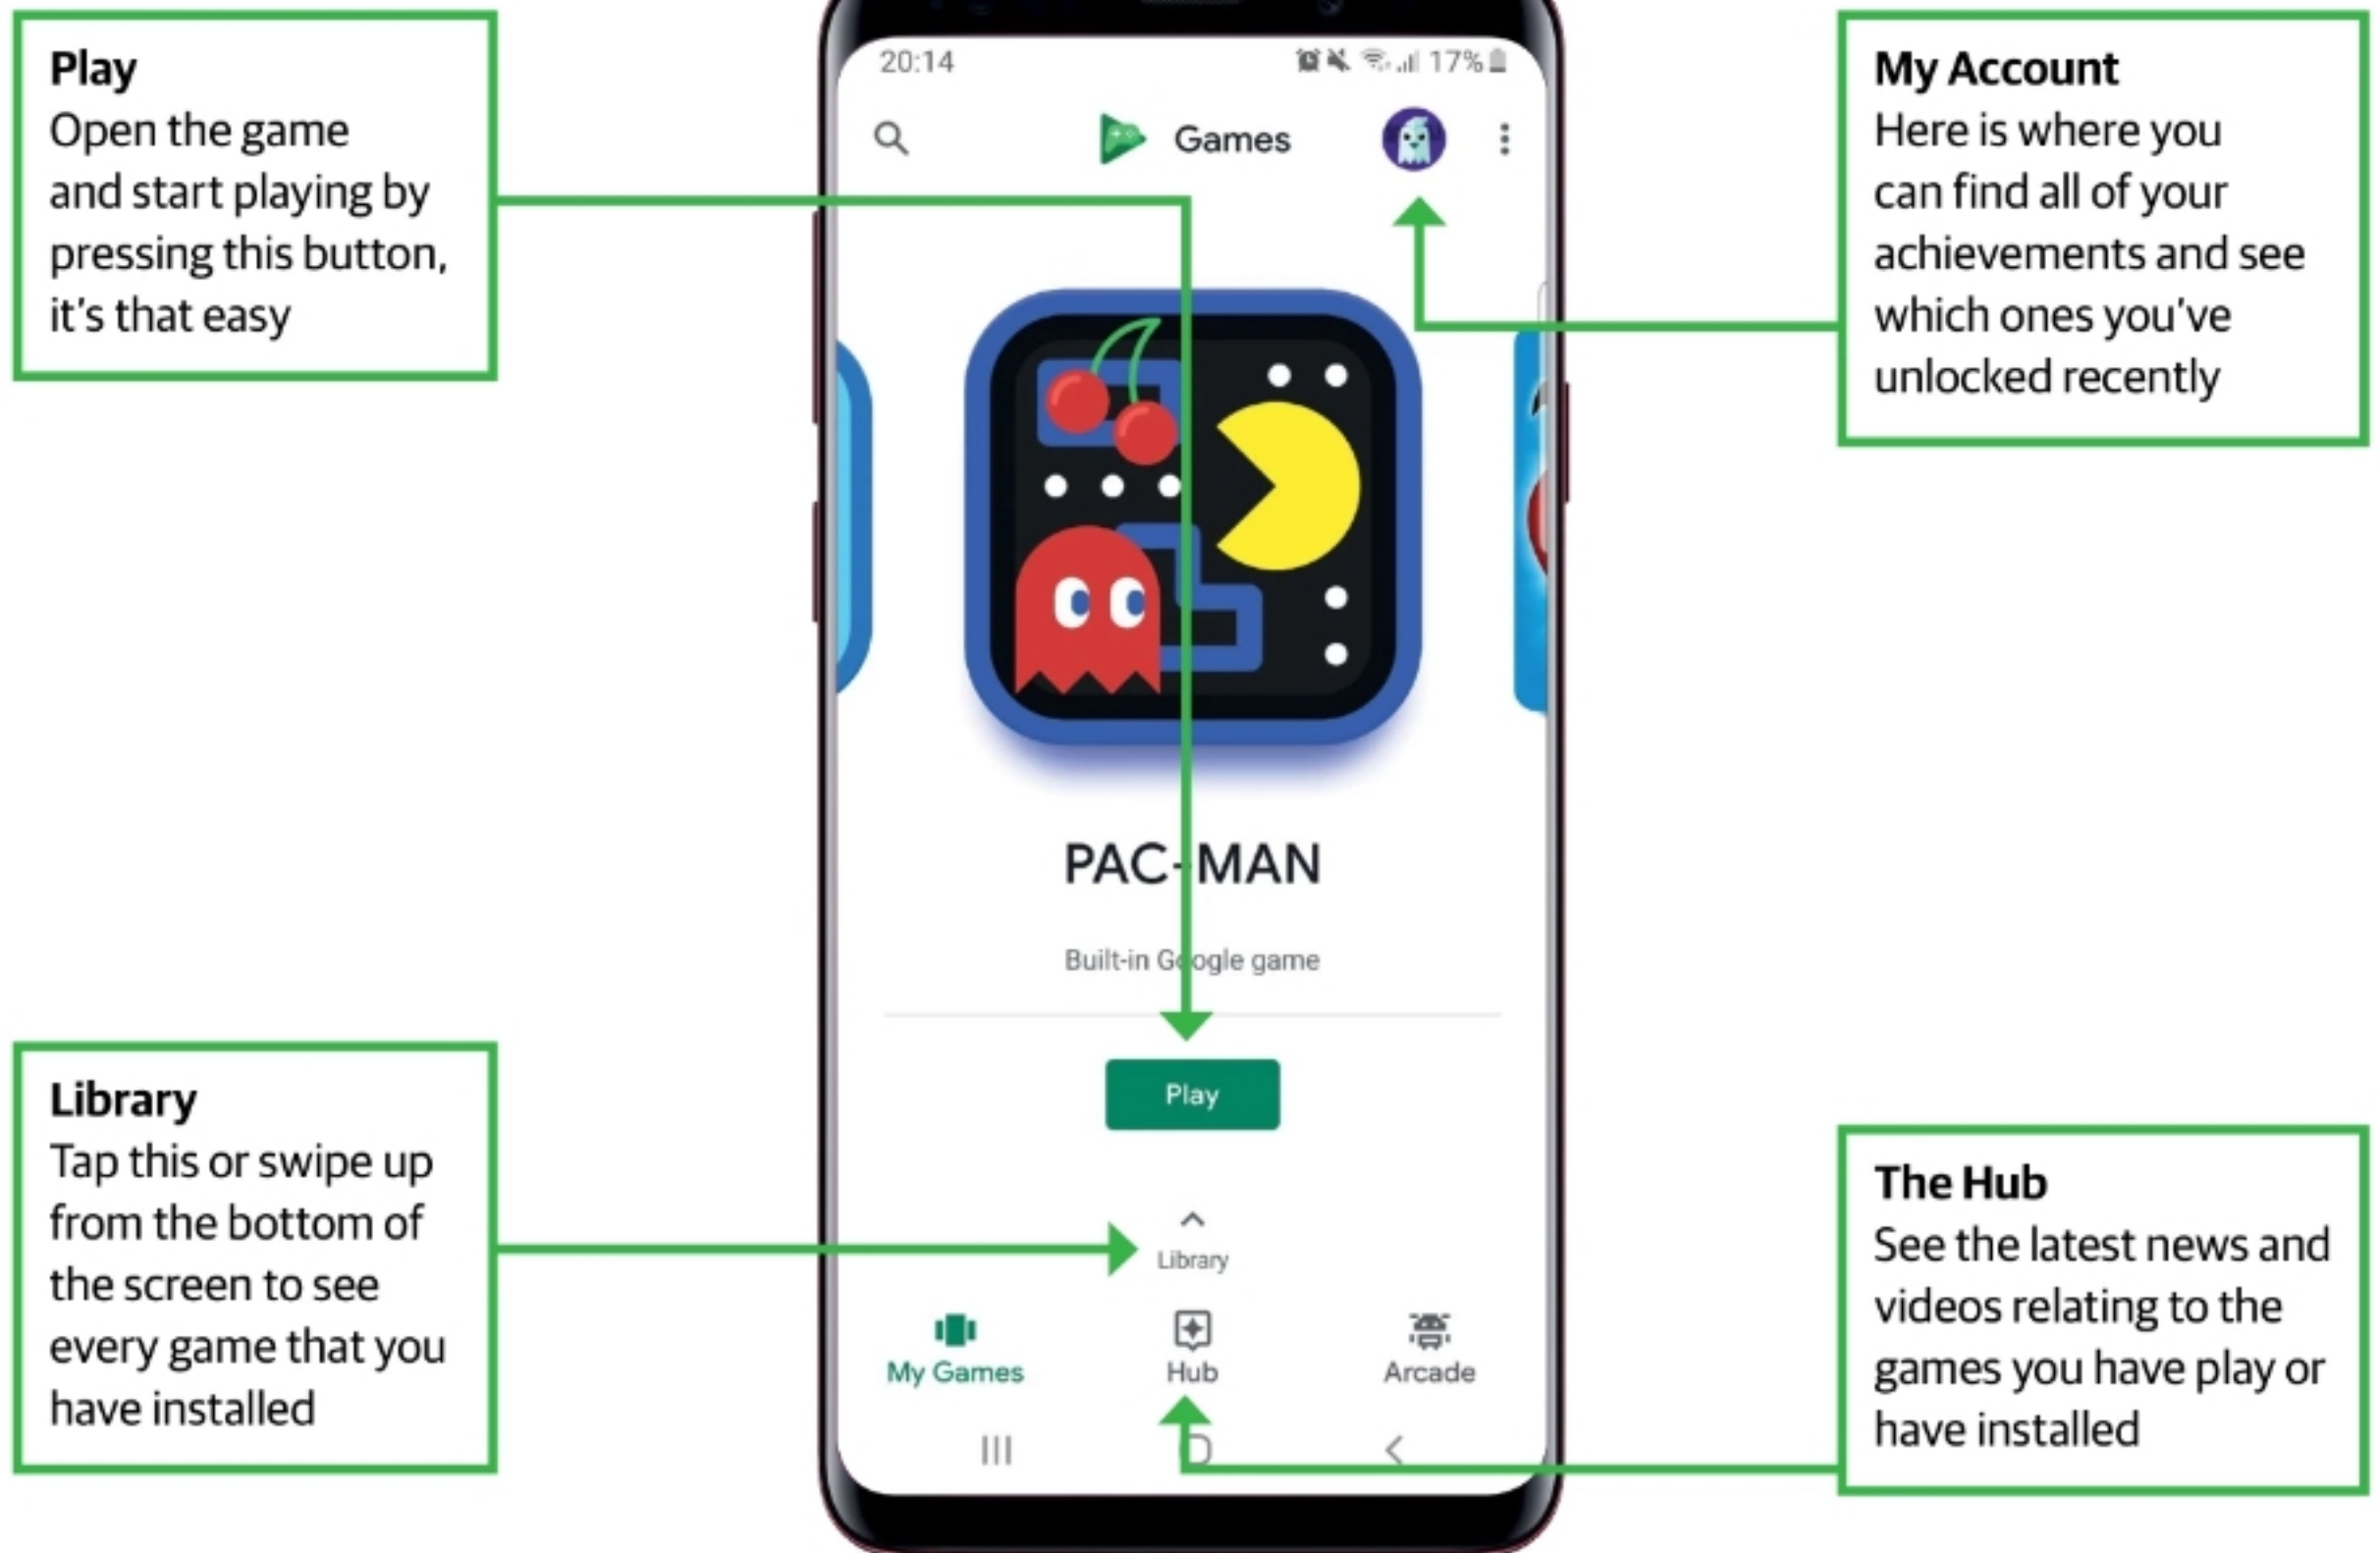 Play
Open the game
and start playing by
pressing this button,
it's that easy
20:14
17%
Games
My Account
Here is where you
can find all of your
achievements and see
which ones you've
unlocked recently
PAC-MAN
Built-in Google game
Play
Library
Tap this or swipe up
from the bottom of
the screen to see
every game that you
have installed
Library
My Games
Hub
Arcade
The Hub
See the latest news and
videos relating to the
games you have play or
have installed